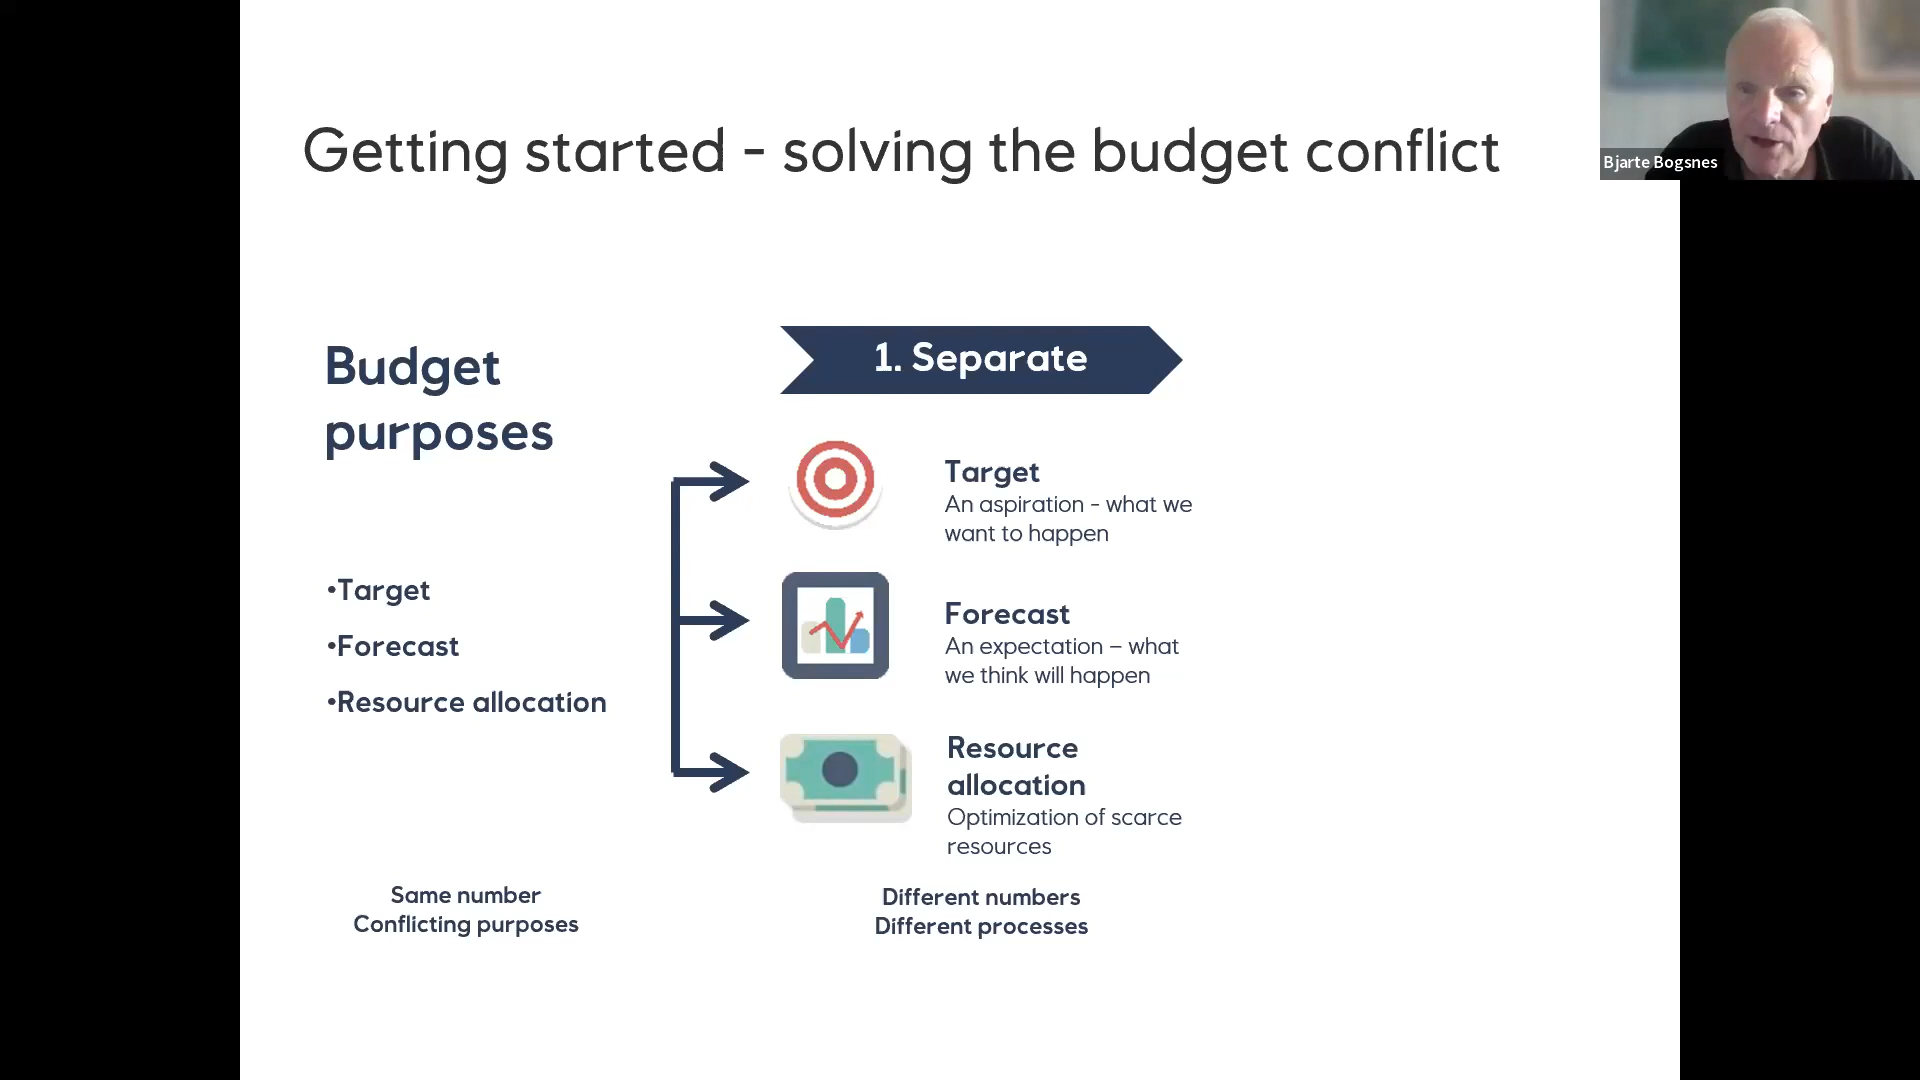 Getting started - solving the budget conflict
Bjarte Bogsnes
Budget
purposes
•Target
•Forecast
•Resource allocation
Same number
Conflicting purposes
1. Separate
Target
An aspiration - what we
want to happen
Forecast
An expectation – what
we think will happen
Resource
allocation
Optimization of scarce
resources
Different numbers
Different processes